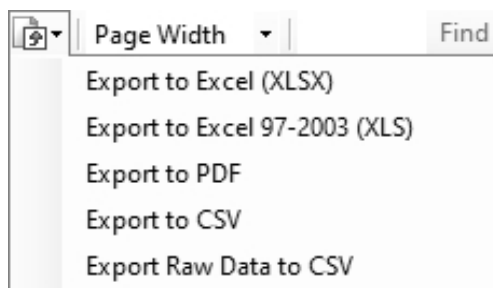 Page Width Find
Export to Excel (XLSX)
Export to Excel 97-2003 (XLS)
Export to PDF
Export to CSV
Export Raw Data to CSV